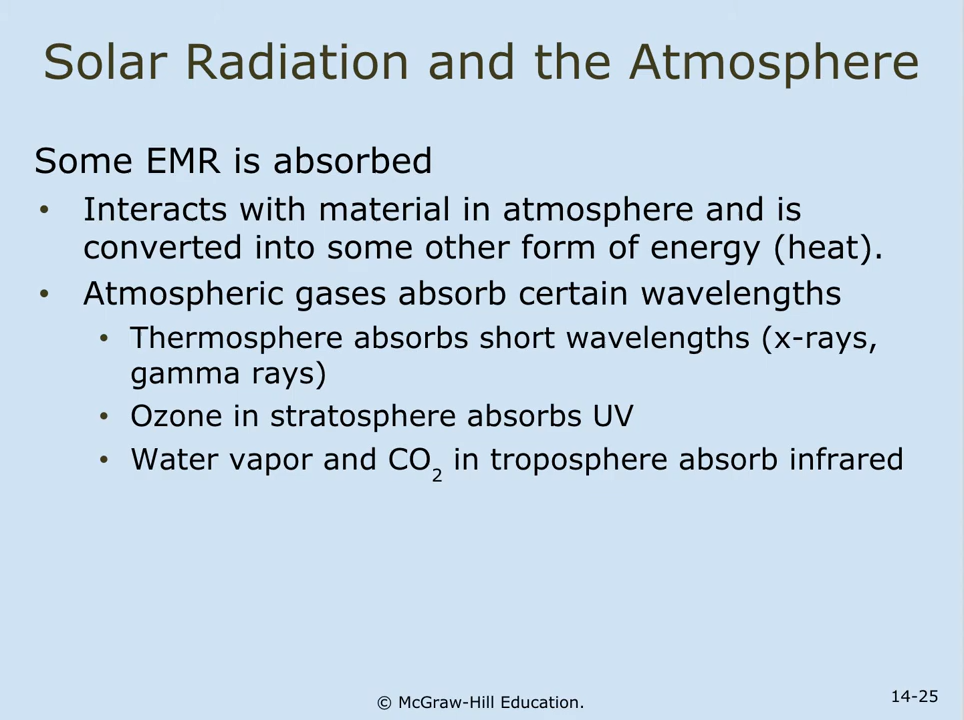 Solar Radiation and the Atmosphere
Some EMR is absorbed
• Interacts with material in atmosphere and is
converted into some other form of energy (heat).
• Atmospheric gases absorb certain wavelengths
• Thermosphere absorbs short wavelengths (x-rays,
gamma rays)
• Ozone in stratosphere absorbs UV
• Water vapor and CO₂ in troposphere absorb infrared
© McGraw-Hill Education.
14-25